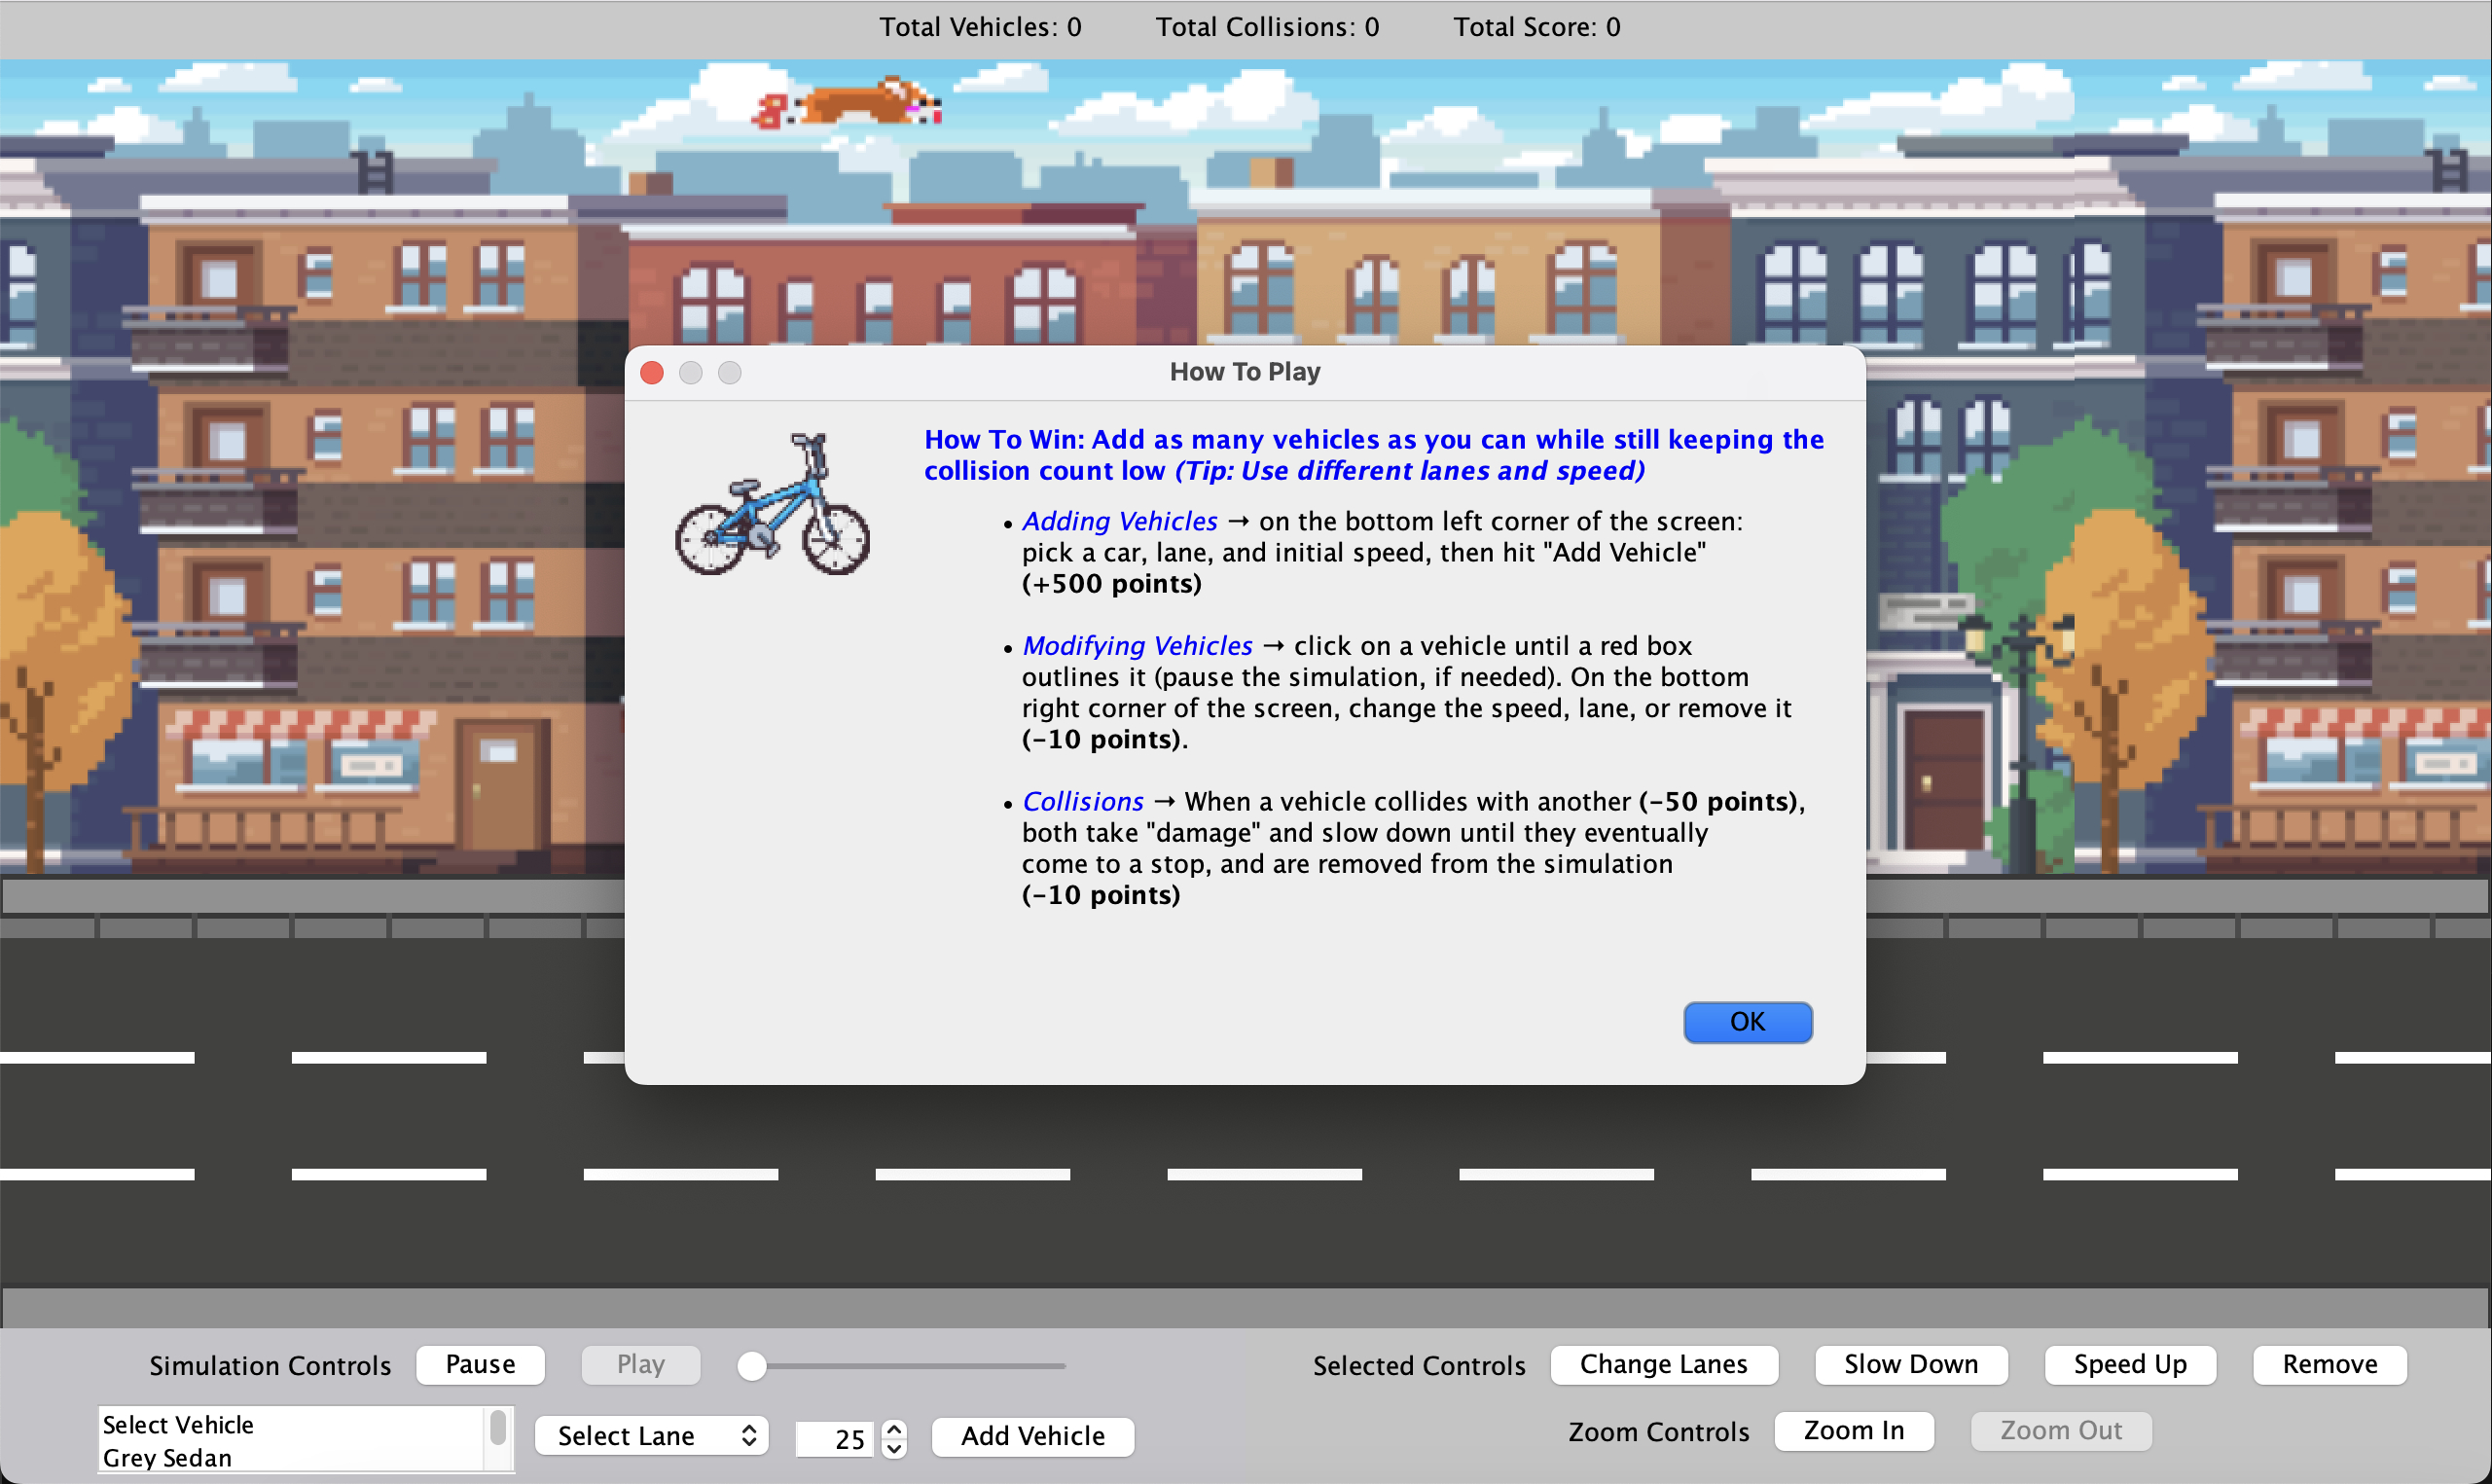 Total Vehicles: 0 Total Collisions: 0 Total Score: 0
How To Play
How To Win: Add as many vehicles as you can while still keeping the
collision count low (Tip: Use different lanes and speed)
• Adding Vehicles → on the bottom left corner of the screen:
pick a car, lane, and initial speed, then hit "Add Vehicle"
(+500 points)
• Modifying Vehicles → click on a vehicle until a red box
outlines it (pause the simulation, if needed). On the bottom
right corner of the screen, change the speed, lane, or remove it
(-10 points).
• Collisions → When a vehicle collides with another (-50 points),
both take "damage" and slow down until they eventually
come to a stop, and are removed from the simulation
(-10 points)
OK
Simulation Controls Pause Play
Selected Controls Change Lanes Slow Down Speed Up Remove
Select Vehicle
Grey Sedan
Select Lane 25 Add Vehicle
Zoom Controls Zoom In Zoom Out